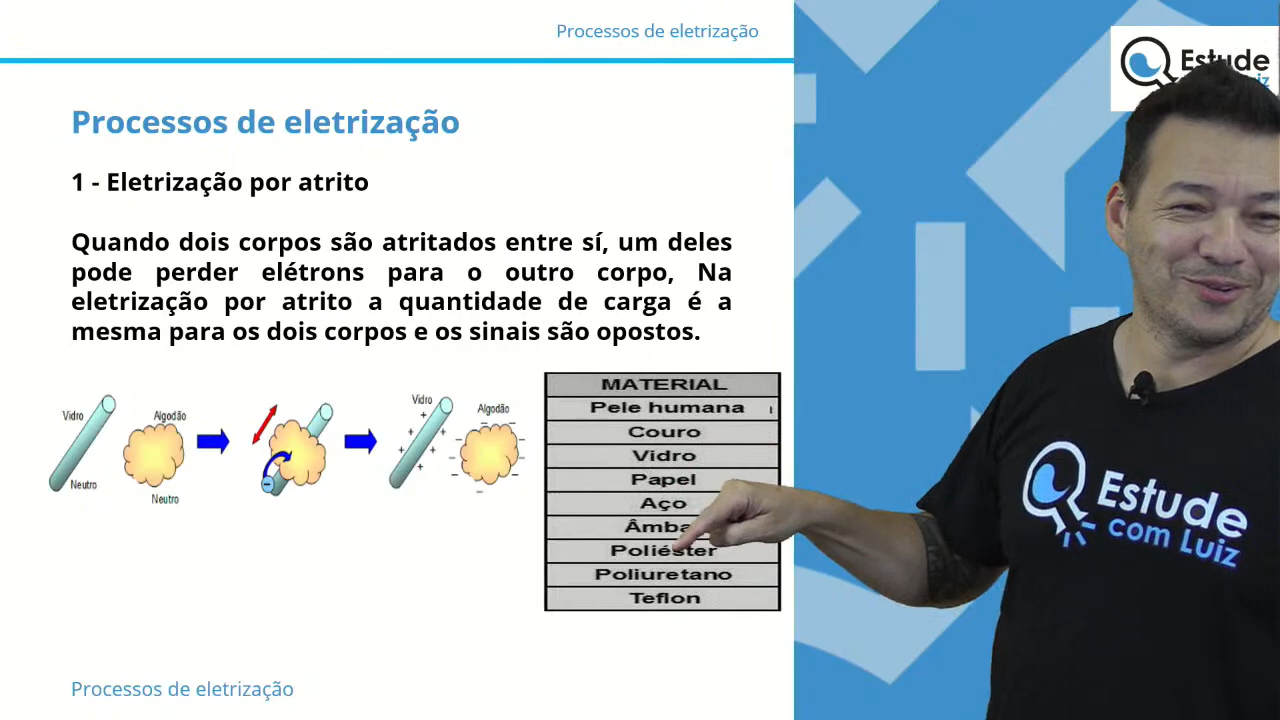 Processos de eletrização
Estude
Processos de eletrização
1 - Eletrização por atrito
Quando dois corpos são atritados entre sí, um deles
pode perder elétrons para o outro corpo, Na
eletrização por atrito a quantidade de carga é a
mesma para os dois corpos e os sinais são opostos.
Vidro
Algodão
Neutro
Neutro
Vidro
Algodão
MATERIAL
Pele humana
Couro
Vidro
Papel
Aço
Poliéster
Poliuretano
Teflon
Estude
com Luiz
Processos de eletrização